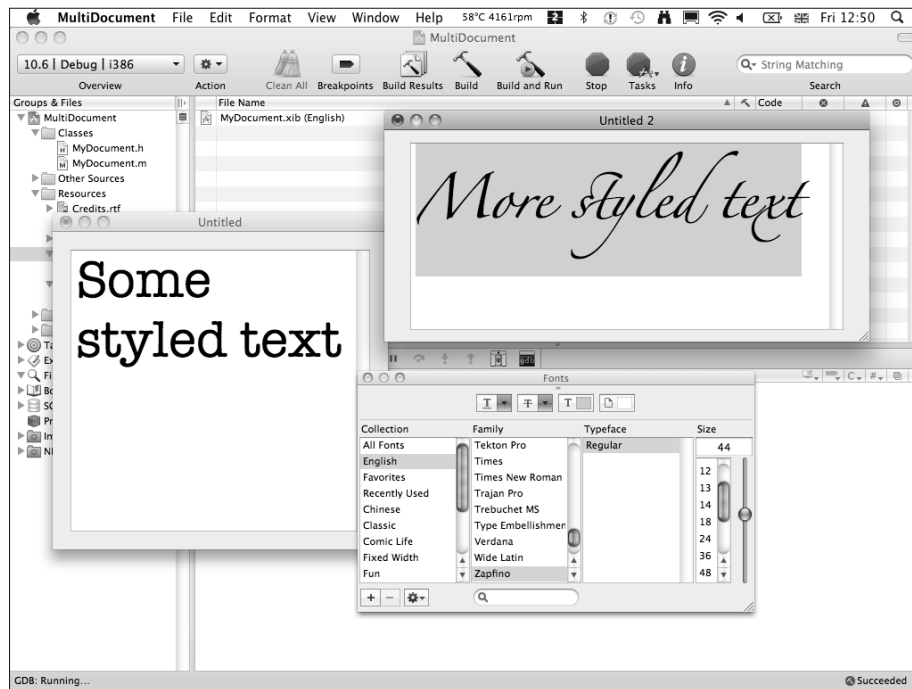 MultiDocument File Edit Format View Window Help 58°C 4161rpm 2 Fri 12:50
MultiDocument
10.6 | Debug | i386
String Matching
Overview Action Clean All Breakpoints Build Results Build Build and Run Stop Tasks Info Search
Groups & Files File Name Code
MultiDocument
MyDocument.xib (English)
Classes
MyDocument.h
MyDocument.m
Other Sources
Resources
Credits.rtf
Untitled 2
More styled text
Untitled
Some
styled text
gdb
C #
Fonts
T T T
Collection Family Typeface Size
44
All Fonts
English
Favorites
Recently Used
Chinese
Classic
Comic Life
Fixed Width
Fun
Tekton Pro
Times
Times New Roman
Trajan Pro
Trebuchet MS
Type Embellishmen
Verdana
Wide Latin
Zapfino
Regular
12
13
14
18
24
36
48
GDB: Running... Succeeded